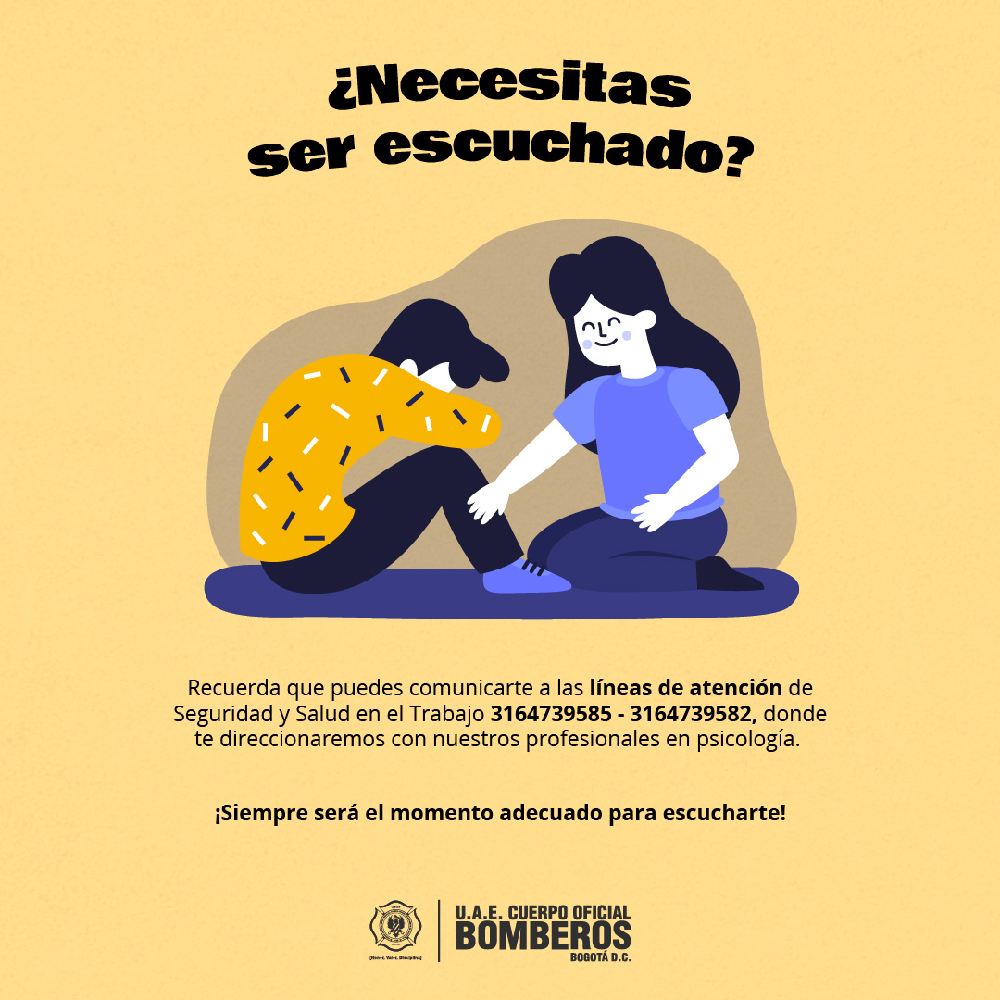 ¿Necesitas
ser escuchado?
Recuerda que puedes comunicarte a las líneas de atención de
Seguridad y Salud en el Trabajo 3164739585 - 3164739582, donde
te direccionaremos con nuestros profesionales en psicología.
¡Siempre será el momento adecuado para escucharte!
[Honor, Valor, Disciplina]
U.A.E. CUERPO OFICIAL
BOMBEROS
BOGOTÁ D.C.